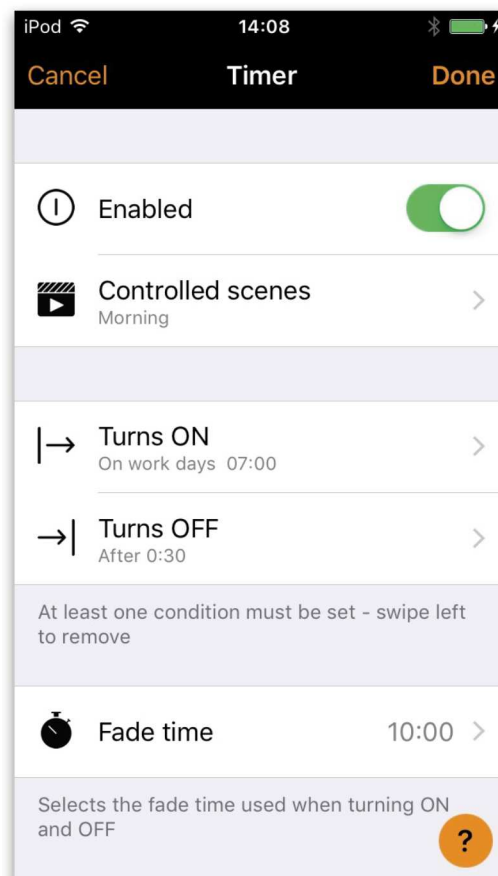 iPod 14:08
Cancel Timer Done
Enabled
Controlled scenes
Morning
Turns ON
On work days 07:00
Turns OFF
After 0:30
At least one condition must be set - swipe left
to remove
Fade time 10:00
Selects the fade time used when turning ON
and OFF
?